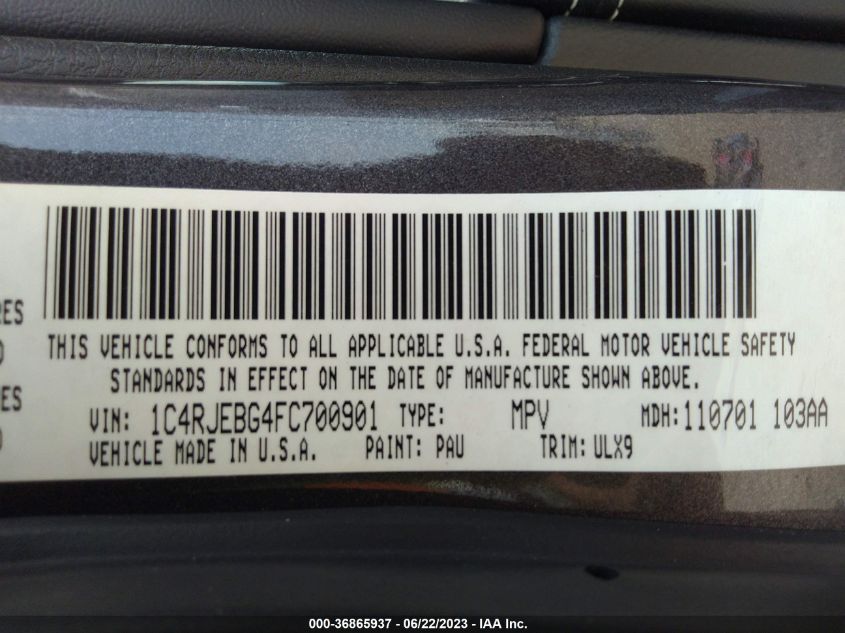 RES
THIS VEHICLE CONFORMS TO ALL APPLICABLE U.S.A. FEDERAL MOTOR VEHICLE SAFETY
STANDARDS IN EFFECT ON THE DATE OF MANUFACTURE SHOWN ABOVE.
ES
VIN: 1C4RJEBG4FC700901 TYPE: MPV MDH:110701 103AA
VEHICLE MADE IN U.S.A. PAINT: PAU TRIM: ULX9
000-36865937 - 06/22/2023 - IAA Inc.